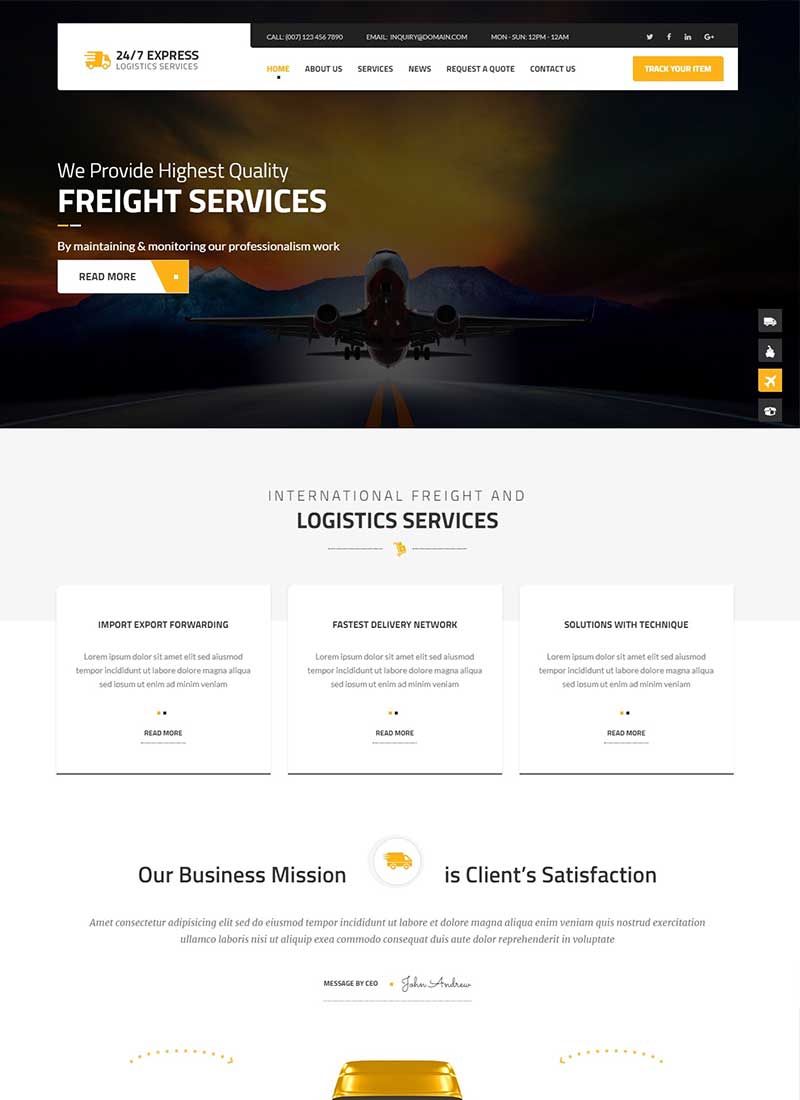 CALL: (007) 123 456 7890 EMAIL: INQUIRY@DOMAIN.COM MON - SUN: 12PM - 12AM
24/7 EXPRESS
LOGISTICS SERVICES
HOME ABOUT US SERVICES NEWS REQUEST A QUOTE CONTACT US TRACK YOUR ITEM
We Provide Highest Quality
FREIGHT SERVICES
By maintaining & monitoring our professionalism work
READ MORE
INTERNATIONAL FREIGHT AND
LOGISTICS SERVICES
IMPORT EXPORT FORWARDING
Lorem ipsum dolor sit amet elit sed aiusmod
tempor incididunt ut labore dolore magna aliqua
sed ipsum ut enim ad minim veniam
READ MORE
FASTEST DELIVERY NETWORK
Lorem ipsum dolor sit amet elit sed aiusmod
tempor incididunt ut labore dolore magna aliqua
sed ipsum ut enim ad minim veniam
READ MORE
SOLUTIONS WITH TECHNIQUE
Lorem ipsum dolor sit amet elit sed aiusmod
tempor incididunt ut labore dolore magna aliqua
sed ipsum ut enim ad minim veniam
READ MORE
Our Business Mission is Client’s Satisfaction
Amet consectetur adipisicing elit sed do eiusmod tempor incididunt ut labore et dolore magna aliqua enim veniam quis nostrud exercitation
ullamco laboris nisi ut aliquip exea commodo consequat duis aute dolor reprehenderit in voluptate
MESSAGE BY CEO John Andrew